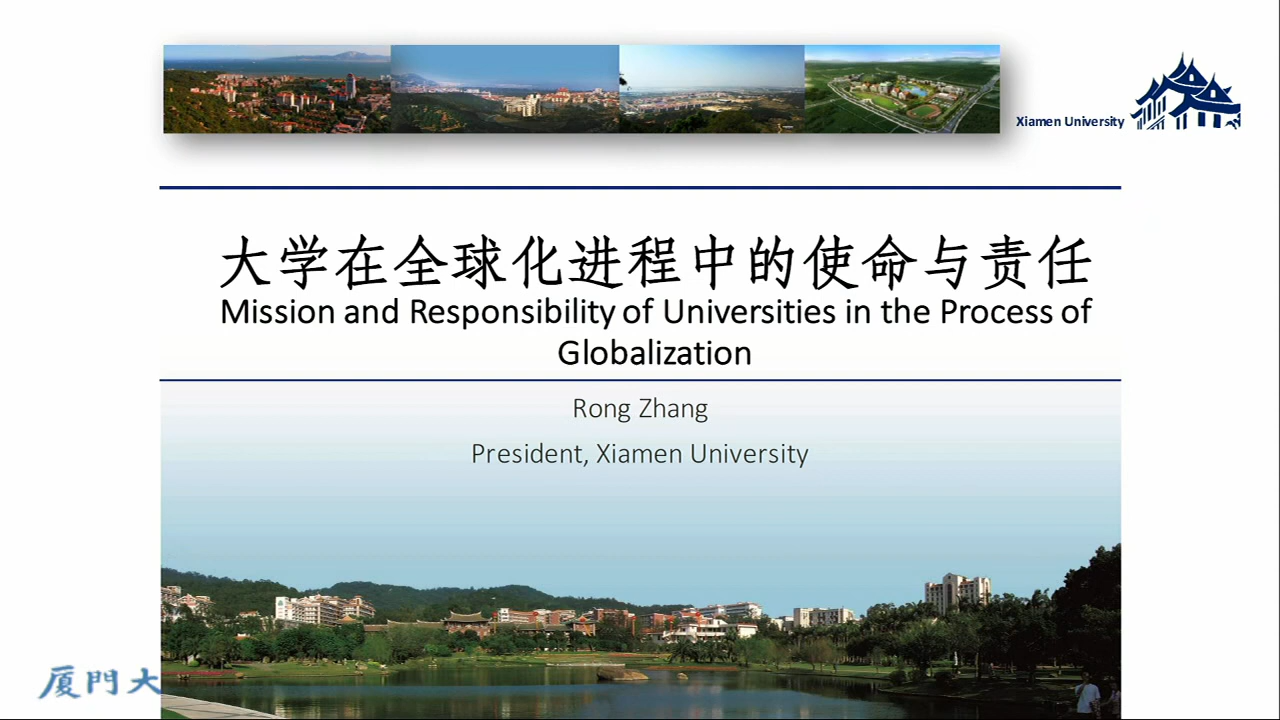 Xiamen University
大学在全球化进程中的使命与责任
Mission and Responsibility of Universities in the Process of
Globalization
Rong Zhang
President, Xiamen University
厦門大